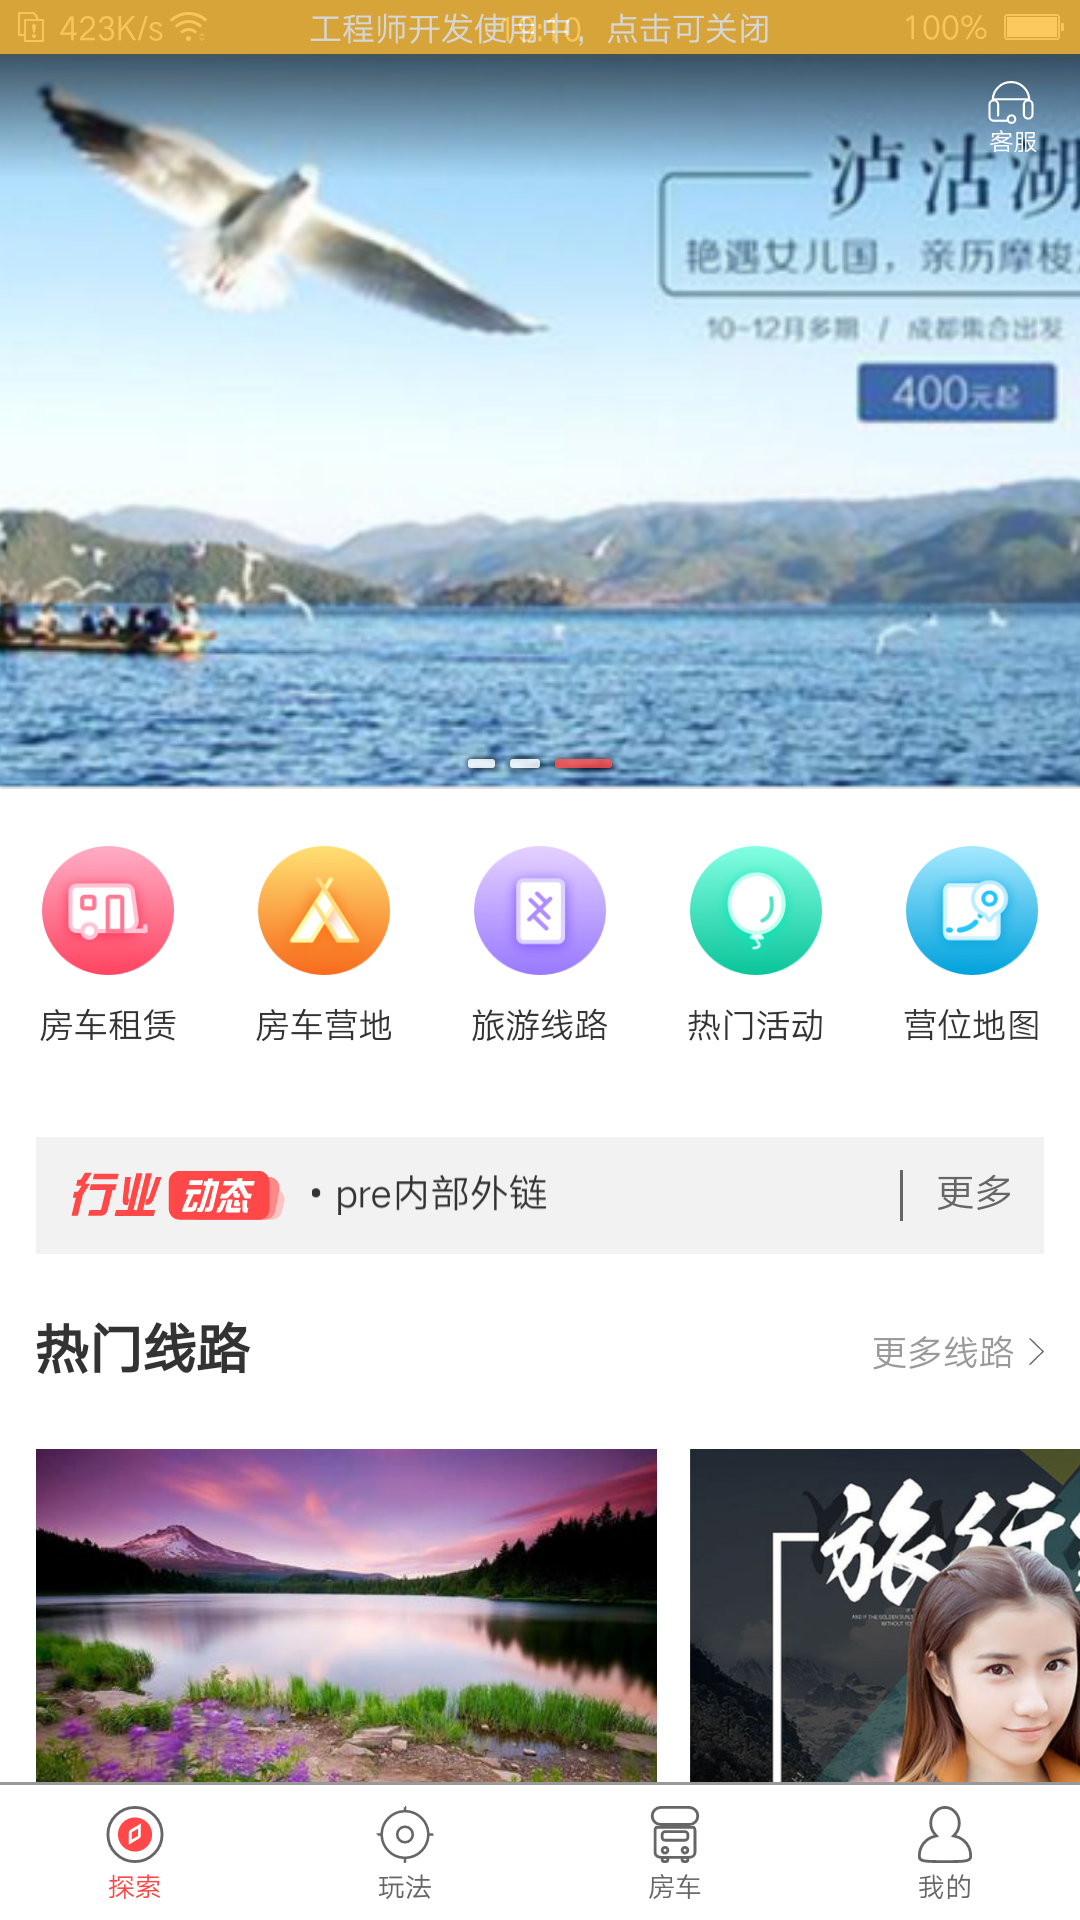 423K/s 工程师开发使用中，点击可关闭 100%
客服
泸沽湖
艳遇女儿国，亲历摩梭
10-12月多期 / 成都集合出发
400元起
房车租赁 房车营地 旅游线路 热门活动 营位地图
行业 动态 • pre内部外链 更多
热门线路 更多线路
旅行
探索 玩法 房车 我的